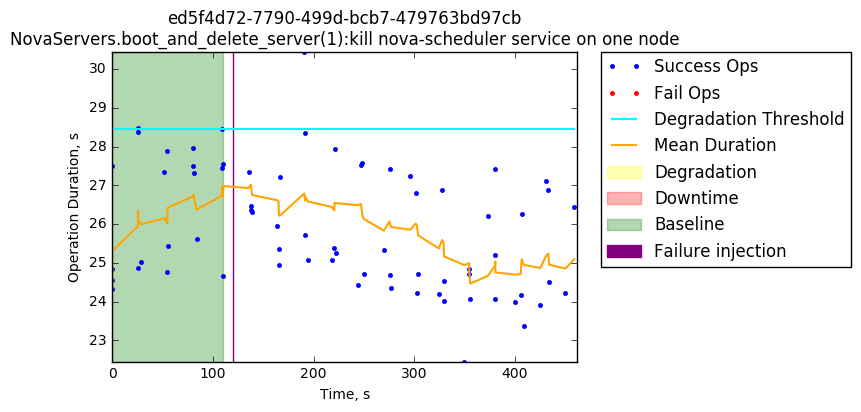 ed5f4d72-7790-499d-bcb7-479763bd97cb
NovaServers.boot_and_delete_server(1):kill nova-scheduler service on one node
30
29
28
27
26
25
24
23
Operation Duration, s
0 100 200 300 400
Time, s
Success Ops
Fail Ops
Degradation Threshold
Mean Duration
Degradation
Downtime
Baseline
Failure injection